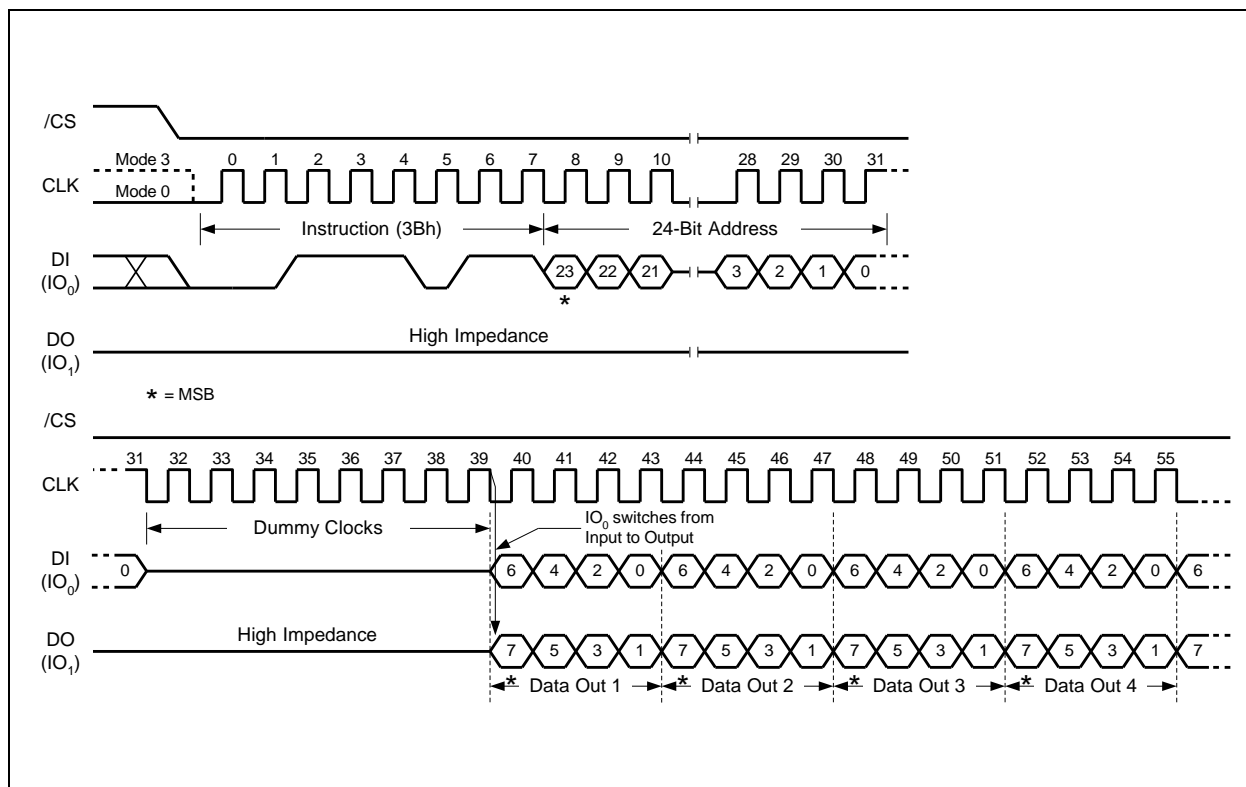 /CS
Mode 3 0 1 2 3 4 5 6 7 8 9 10 28 29 30 31
CLK
Mode 0
Instruction (3Bh) 24-Bit Address
DI
(IO0)
23 22 21 3 2 1 0
*
DO
(IO1)
High Impedance
* = MSB
/CS
31 32 33 34 35 36 37 38 39 40 41 42 43 44 45 46 47 48 49 50 51 52 53 54 55
CLK
Dummy Clocks
IO0 switches from
Input to Output
DI
(IO0)
0 6 4 2 0 6 4 2 0 6 4 2 0 6 4 2 0 6
DO
(IO1)
High Impedance
7 5 3 1 7 5 3 1 7 5 3 1 7 5 3 1 7
* Data Out 1 * Data Out 2 * Data Out 3 * Data Out 4